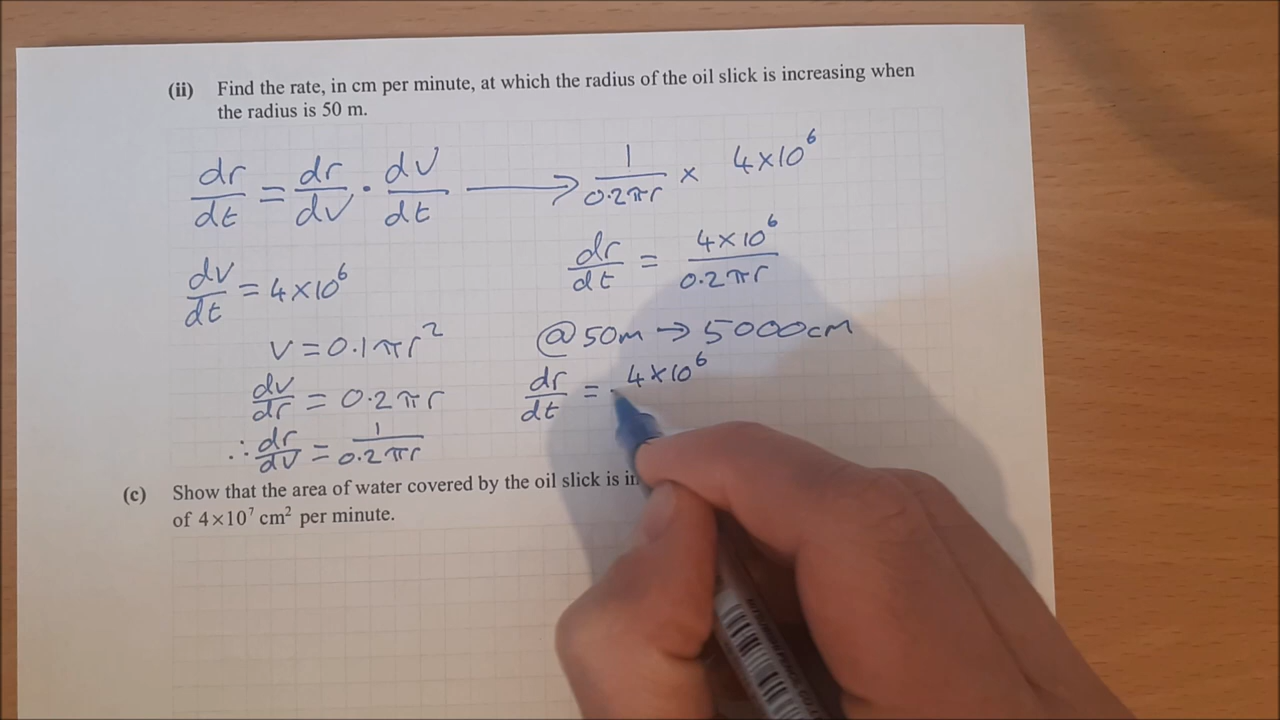 (ii) Find the rate, in cm per minute, at which the radius of the oil slick is increasing when
the radius is 50 m.
dr/dt = dr/dv · dv/dt → 1/0.2πr × 4×10⁶
dv/dt = 4×10⁶
v = 0.1πr²
dv/dr = 0.2πr
∴ dr/dv = 1/0.2πr
dr/dt = 4×10⁶/0.2πr
@50m → 5000cm
dr/dt = 4×10⁶
(c) Show that the area of water covered by the oil slick is
of 4×10⁷ cm² per minute.